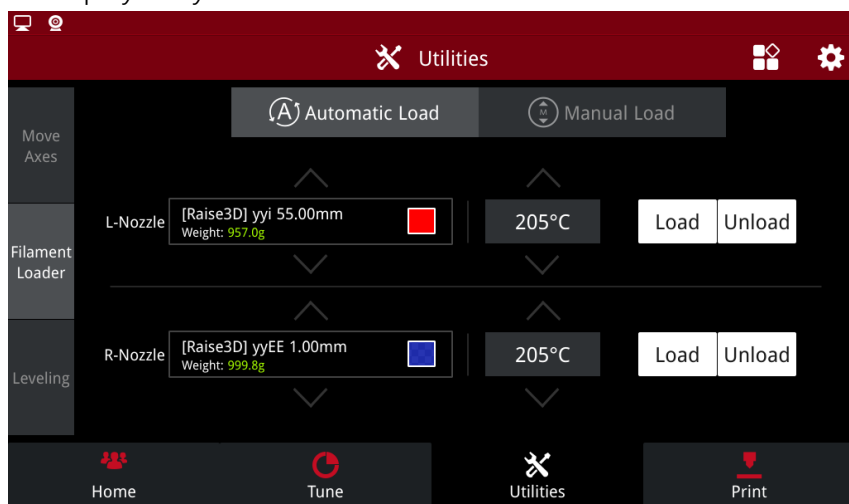 Utilities
Automatic Load
Manual Load
Move
Axes
L-Nozzle
[Raise3D] yyi 55.00mm
Weight: 957.0g
205°C
Load
Unload
Filament
Loader
R-Nozzle
[Raise3D] yyEE 1.00mm
Weight: 999.8g
205°C
Load
Unload
Leveling
Home
Tune
Utilities
Print